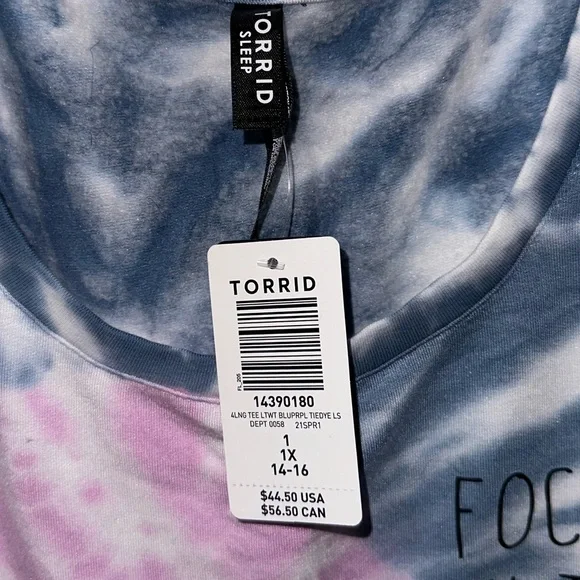 TORRID
SLEEP
TORRID
FL_205
14390180
4LNG TEE LTWT BLUPRPL TIEDYE LS
DEPT 0058 21SPR1
1
1X
14-16
$44.50 USA
$56.50 CAN
FOC